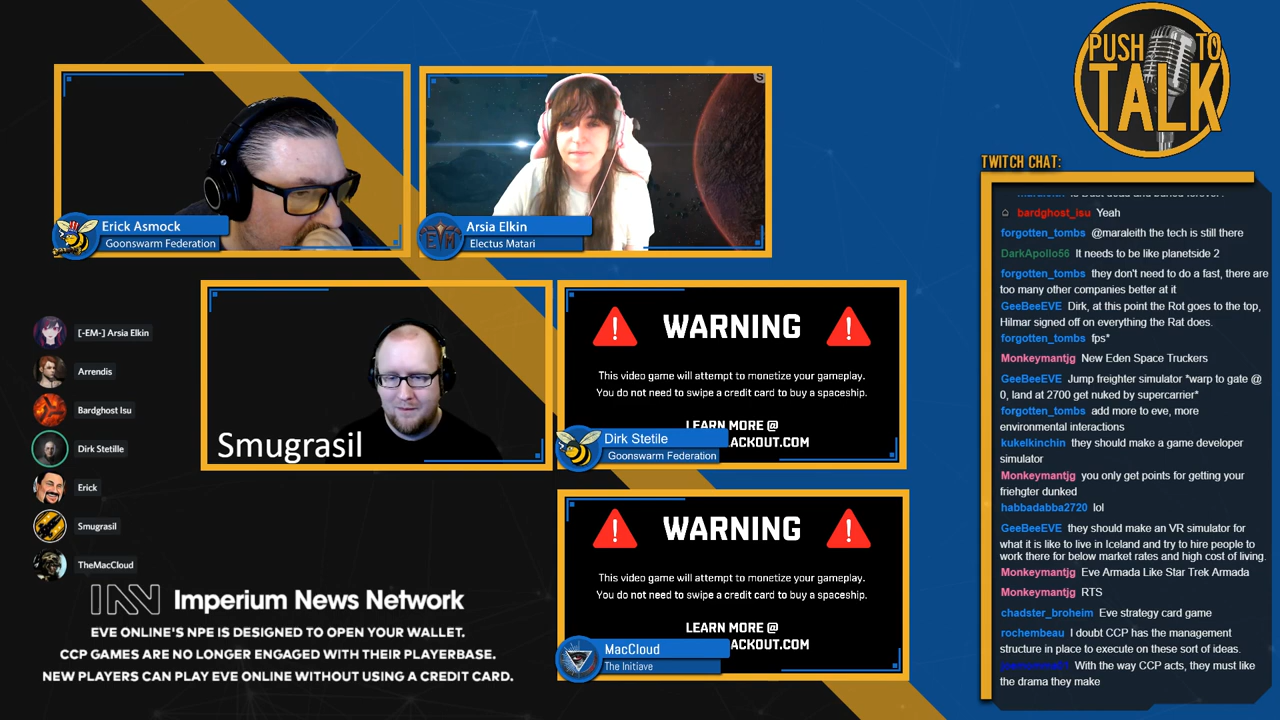 PUSH TO
TALK
TWITCH CHAT:
Erick Asmock
Goonswarm Federation
Arsia Elkin
Electus Matari
EVM
S
Smugrasil
WARNING
This video game will attempt to monetize your gameplay.
You do not need to swipe a credit card to buy a spaceship.
LEARN MORE @
ACKOUT.COM
Dirk Stetile
Goonswarm Federation
WARNING
This video game will attempt to monetize your gameplay.
You do not need to swipe a credit card to buy a spaceship.
LEARN MORE @
ACKOUT.COM
MacCloud
The Initiave
[-EM-] Arsia Elkin
Arrendis
Bardghost Isu
Dirk Stetille
Erick
Smugrasil
TheMacCloud
INN Imperium News Network
EVE ONLINE'S NPE IS DESIGNED TO OPEN YOUR WALLET.
CCP GAMES ARE NO LONGER ENGAGED WITH THEIR PLAYERBASE.
NEW PLAYERS CAN PLAY EVE ONLINE WITHOUT USING A CREDIT CARD.
bardghost_isu Yeah
forgotten_tombs @maraleith the tech is still there
DarkApollo56 It needs to be like planetside 2
forgotten_tombs they don't need to do a fast, there are
too many other companies better at it
GeeBeeEVE Dirk, at this point the Rot goes to the top,
Hilmar signed off on everything the Rat does.
forgotten_tombs fps*
Monkeymantjg New Eden Space Truckers
GeeBeeEVE Jump freighter simulator *warp to gate @
0, land at 2700 get nuked by supercarrier*
forgotten_tombs add more to eve, more
environmental interactions
kukelkinchin they should make a game developer
simulator
Monkeymantjg you only get points for getting your
friehgter dunked
habbadabba2720 lol
GeeBeeEVE they should make an VR simulator for
what it is like to live in Iceland and try to hire people to
work there for below market rates and high cost of living.
Monkeymantjg Eve Armada Like Star Trek Armada
Monkeymantjg RTS
chadster_broheim Eve strategy card game
rochembeau I doubt CCP has the management
structure in place to execute on these sort of ideas.
With the way CCP acts, they must like
the drama they make